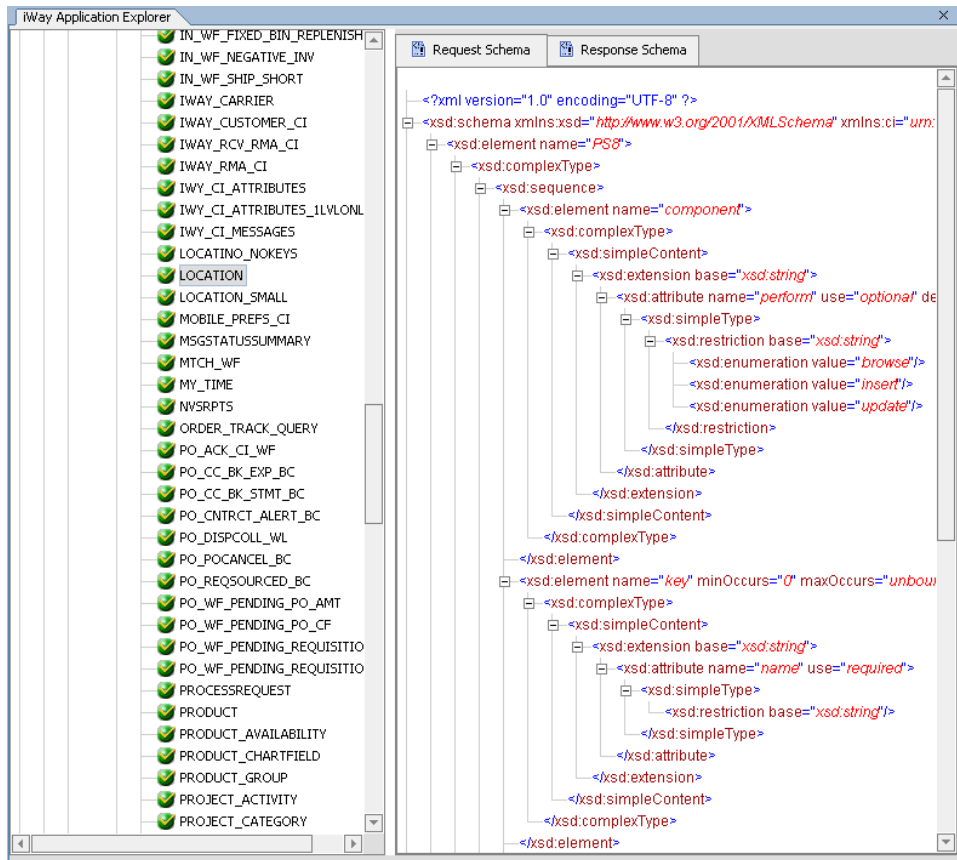 iWay Application Explorer
IN_WF_FIXED_BIN_REPLENISH
IN_WF_NEGATIVE_INV
IN_WF_SHIP_SHORT
IWAY_CARRIER
IWAY_CUSTOMER_CI
IWAY_RCV_RMA_CI
IWAY_RMA_CI
IWY_CI_ATTRIBUTES
IWY_CI_ATTRIBUTES_1LVLONL
IWY_CI_MESSAGES
LOCATINO_NOKEYS
LOCATION
LOCATION_SMALL
MOBILE_PREFS_CI
MSGSTATUSSUMMARY
MTCH_WF
MY_TIME
NVSRPTS
ORDER_TRACK_QUERY
PO_ACK_CI_WF
PO_CC_BK_EXP_BC
PO_CC_BK_STMT_BC
PO_CNTRCT_ALERT_BC
PO_DISPCOLL_WL
PO_POCANCEL_BC
PO_REQSOURCED_BC
PO_WF_PENDING_PO_AMT
PO_WF_PENDING_PO_CF
PO_WF_PENDING_REQUISITIO
PO_WF_PENDING_REQUISITIO
PROCESSREQUEST
PRODUCT
PRODUCT_AVAILABILITY
PRODUCT_CHARTFIELD
PRODUCT_GROUP
PROJECT_ACTIVITY
PROJECT_CATEGORY
Request Schema
Response Schema
<?xml version="1.0" encoding="UTF-8" ?>
<xsd:schema xmlns:xsd="http://www.w3.org/2001/XMLSchema" xmlns:ci="urn:
<xsd:element name="PS8">
<xsd:complexType>
<xsd:sequence>
<xsd:element name="component">
<xsd:complexType>
<xsd:simpleContent>
<xsd:extension base="xsd:string">
<xsd:attribute name="perform" use="optional" de
<xsd:simpleType>
<xsd:restriction base="xsd:string">
<xsd:enumeration value="browse"/>
<xsd:enumeration value="insert"/>
<xsd:enumeration value="update"/>
</xsd:restriction>
</xsd:simpleType>
</xsd:attribute>
</xsd:extension>
</xsd:simpleContent>
</xsd:complexType>
</xsd:element>
<xsd:element name="key" minOccurs="0" maxOccurs="unbour
<xsd:complexType>
<xsd:simpleContent>
<xsd:extension base="xsd:string">
<xsd:attribute name="name" use="required">
<xsd:simpleType>
<xsd:restriction base="xsd:string"/>
</xsd:simpleType>
</xsd:attribute>
</xsd:extension>
</xsd:simpleContent>
</xsd:complexType>
</xsd:element>